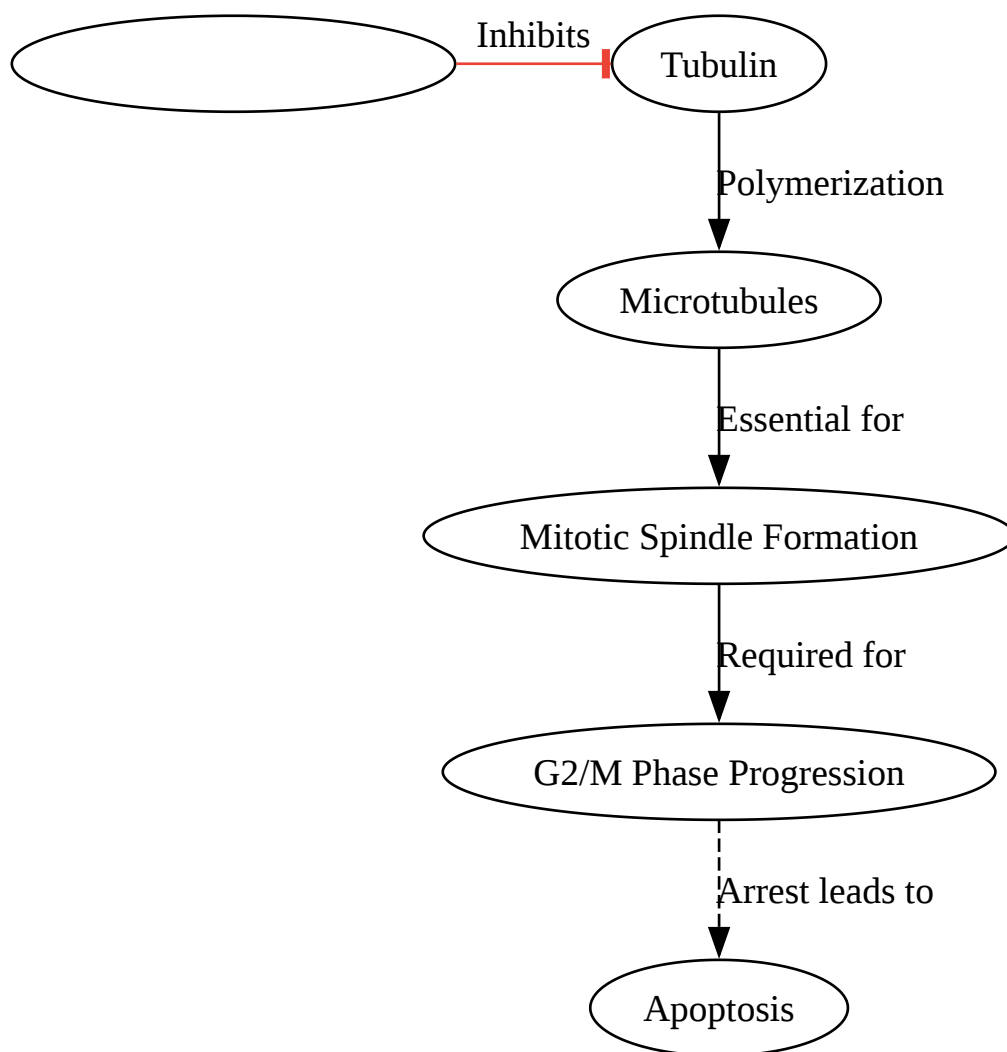 Inhibits
Tubulin
Polymerization
Microtubules
Essential for
Mitotic Spindle Formation
Required for
G2/M Phase Progression
Arrest leads to
Apoptosis